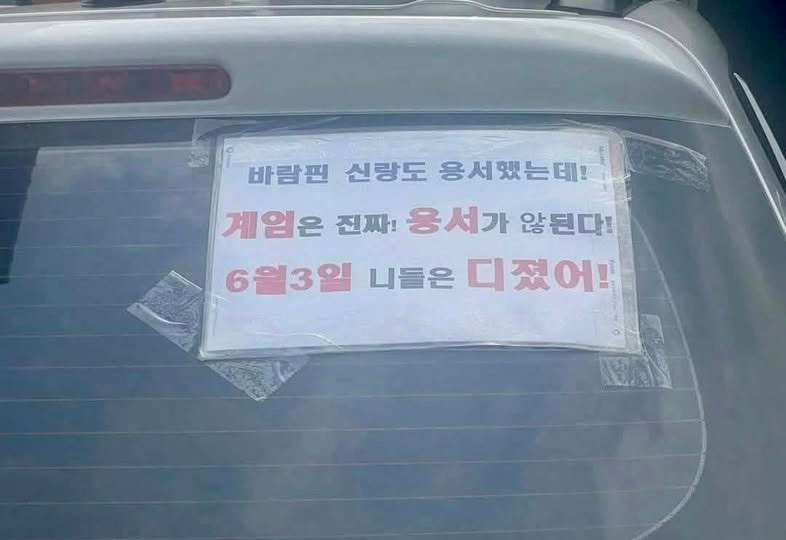 바람핀 신랑도 용서했는데!
계엄은 진짜! 용서가 않된다!
6월3일 니들은 디졌어!